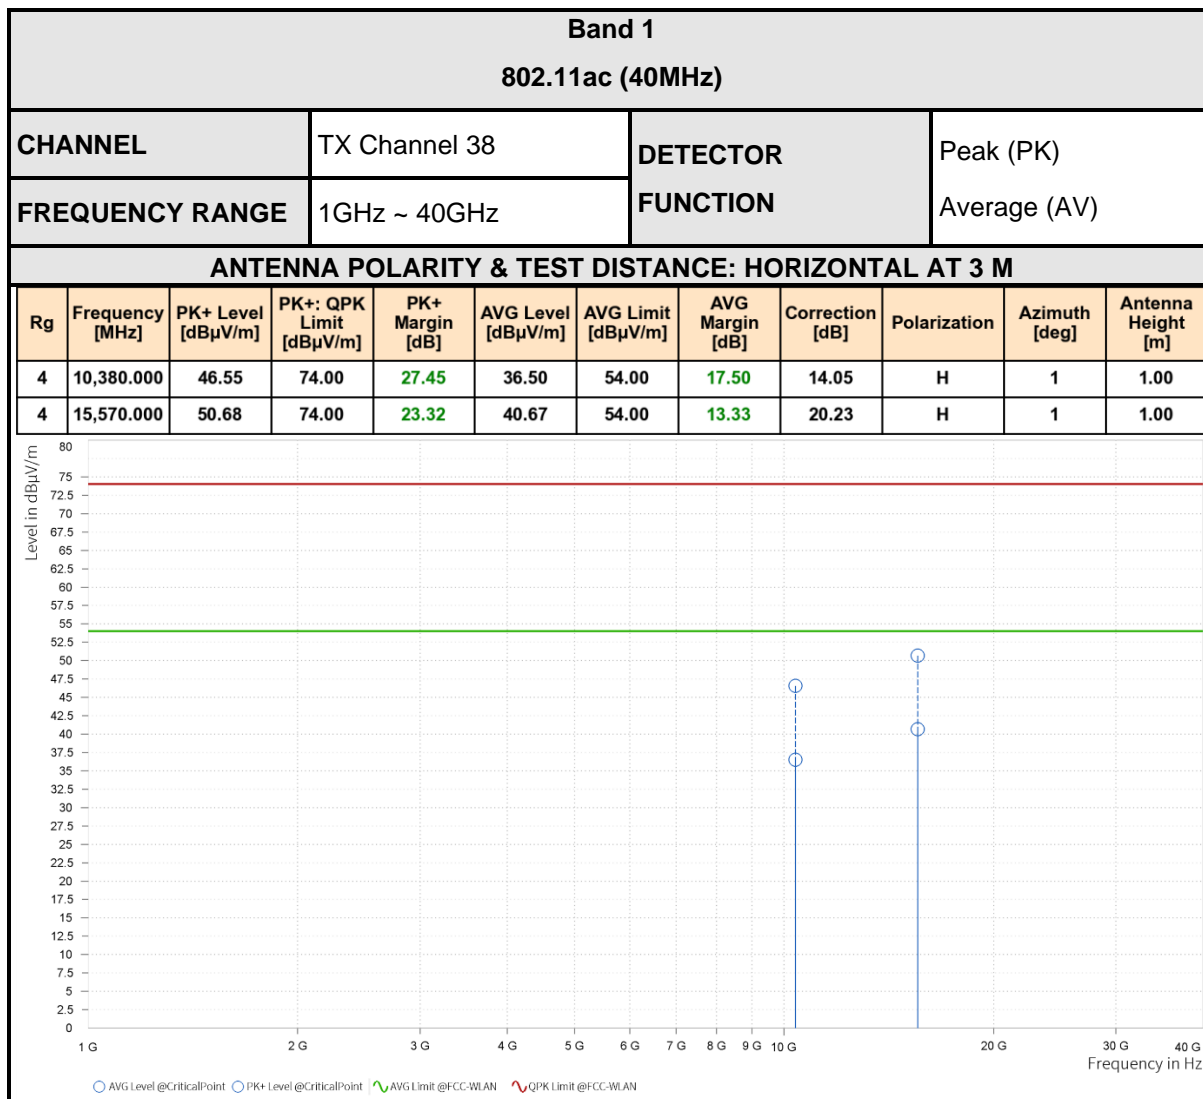 Band 1
802.11ac (40MHz)
CHANNEL TX Channel 38 DETECTOR FUNCTION Peak (PK) Average (AV)
FREQUENCY RANGE 1GHz ~ 40GHz
ANTENNA POLARITY & TEST DISTANCE: HORIZONTAL AT 3 M
Rg Frequency [MHz] PK+ Level [dBµV/m] PK+: QPK Limit [dBµV/m] PK+ Margin [dB] AVG Level [dBµV/m] AVG Limit [dBµV/m] AVG Margin [dB] Correction [dB] Polarization Azimuth [deg] Antenna Height [m]
4 10,380.000 46.55 74.00 27.45 36.50 54.00 17.50 14.05 H 1 1.00
4 15,570.000 50.68 74.00 23.32 40.67 54.00 13.33 20.23 H 1 1.00
Level in dBµV/m
80
75
72.5
70
67.5
65
62.5
60
57.5
55
52.5
50
47.5
45
42.5
40
37.5
35
32.5
30
27.5
25
22.5
20
17.5
15
12.5
10
7.5
5
2.5
0
1 G 2 G 3 G 4 G 5 G 6 G 7 G 8 G 9 G 10 G 20 G 30 G 40 G
Frequency in Hz
AVG Level @CriticalPoint PK+ Level @CriticalPoint AVG Limit @FCC-WLAN QPK Limit @FCC-WLAN